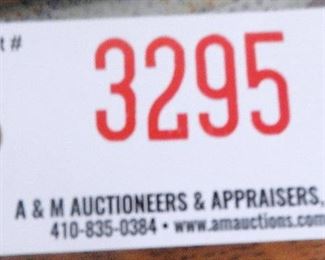 t #
3295
A & M AUCTIONEERS & APPRAISERS,
410-835-0384 • www.amauctions.com